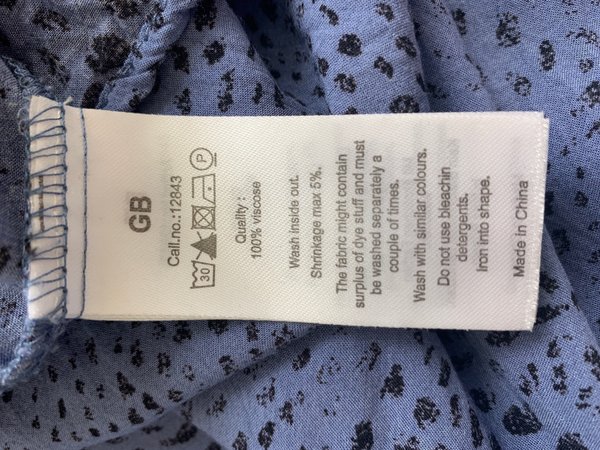 GB
Call.no.:12843
30 P
Quality :
100% viscose
Wash inside out.
Shrinkage max 5%.
The fabric might contain
surplus of dye stuff and must
be washed separately a
couple of times.
Wash with similar colours.
Do not use bleachin
detergents.
Iron into shape.
Made in China